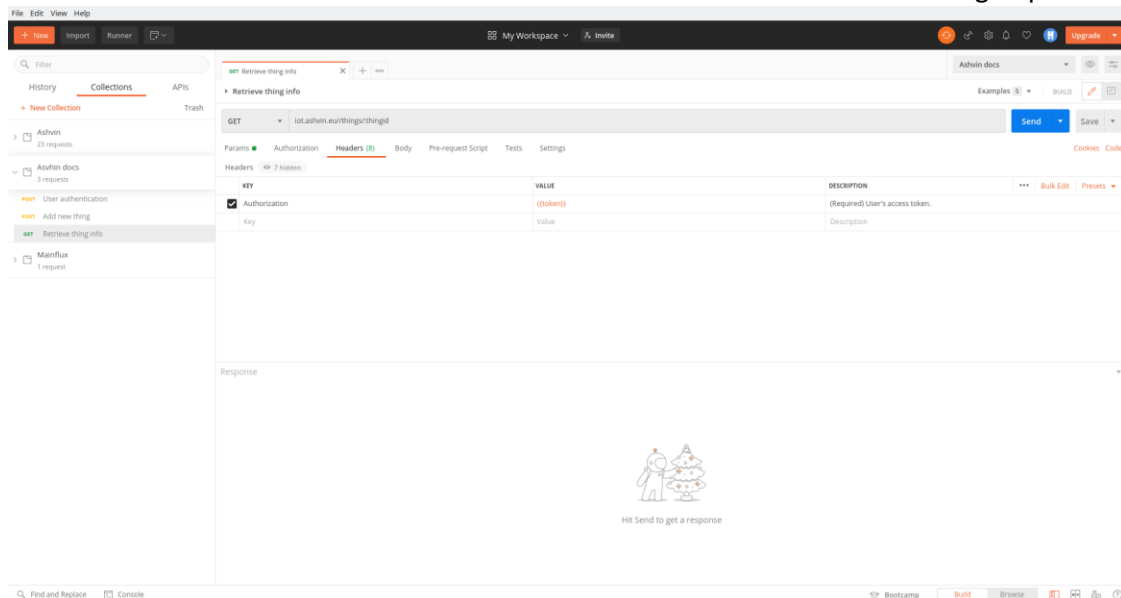 File Edit View Help
+ New Import Runner My Workspace Invite Upgrade
Filter
History Collections APIs
+ New Collection Trash
Ashvin
23 requests
Asvhin docs
3 requests
POST User authentication
POST Add new thing
GET Retrieve thing info
Mainflux
1 request
GET Retrieve thing info X + ••• Ashvin docs
Retrieve thing info Examples 5 BUILD
GET iot.ashvin.eu//things/:thingid Send Save
Params Authorization Headers (8) Body Pre-request Script Tests Settings Cookies Code
Headers 7 hidden
KEY VALUE DESCRIPTION ••• Bulk Edit Presets
Authorization {{token}} (Required) User's access token.
Key Value Description
Response
Hit Send to get a response
Find and Replace Console Bootcamp Build Browse